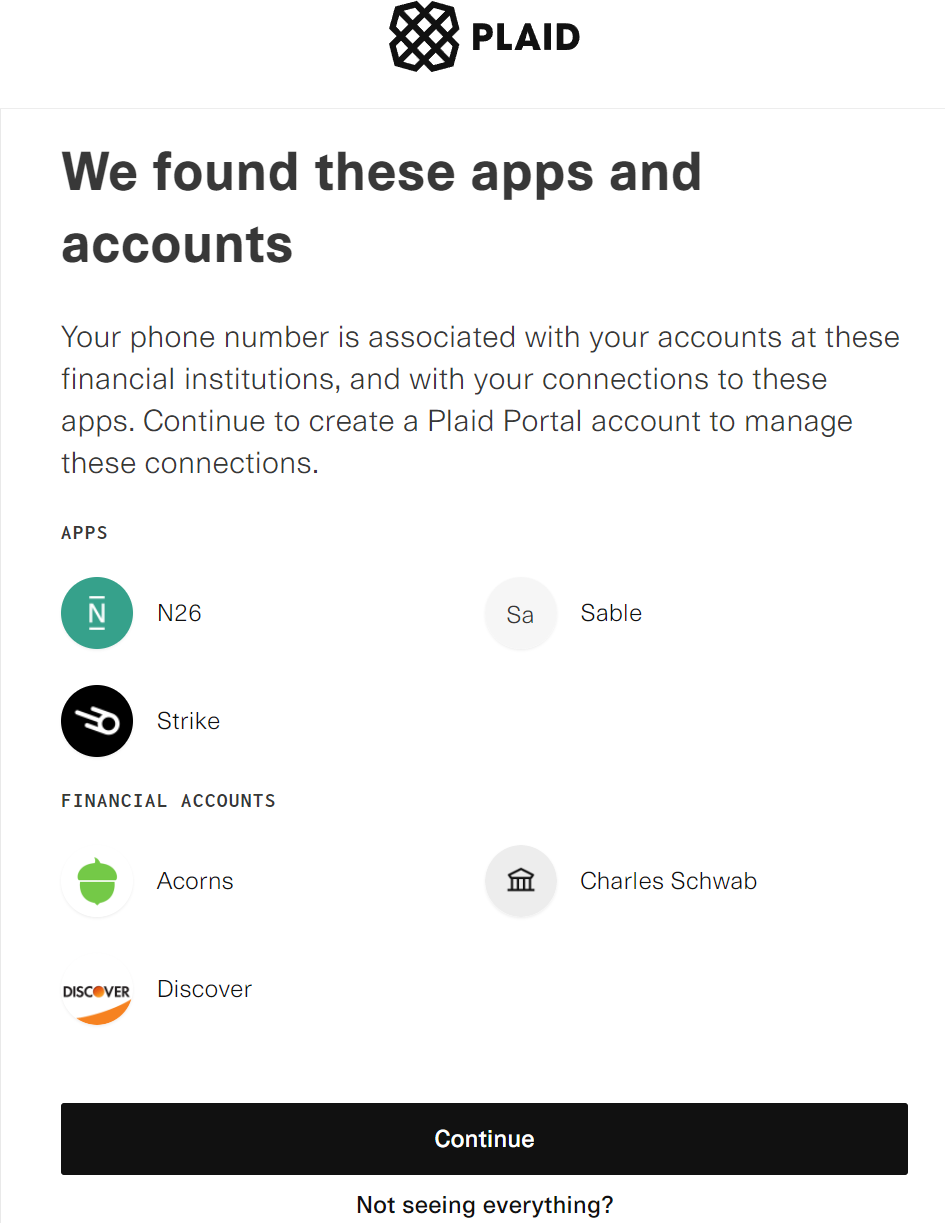 PLAID
We found these apps and
accounts
Your phone number is associated with your accounts at these
financial institutions, and with your connections to these
apps. Continue to create a Plaid Portal account to manage
these connections.
APPS
N N26
Sa Sable
Strike
FINANCIAL ACCOUNTS
Acorns
Charles Schwab
DISCOVER Discover
Continue
Not seeing everything?